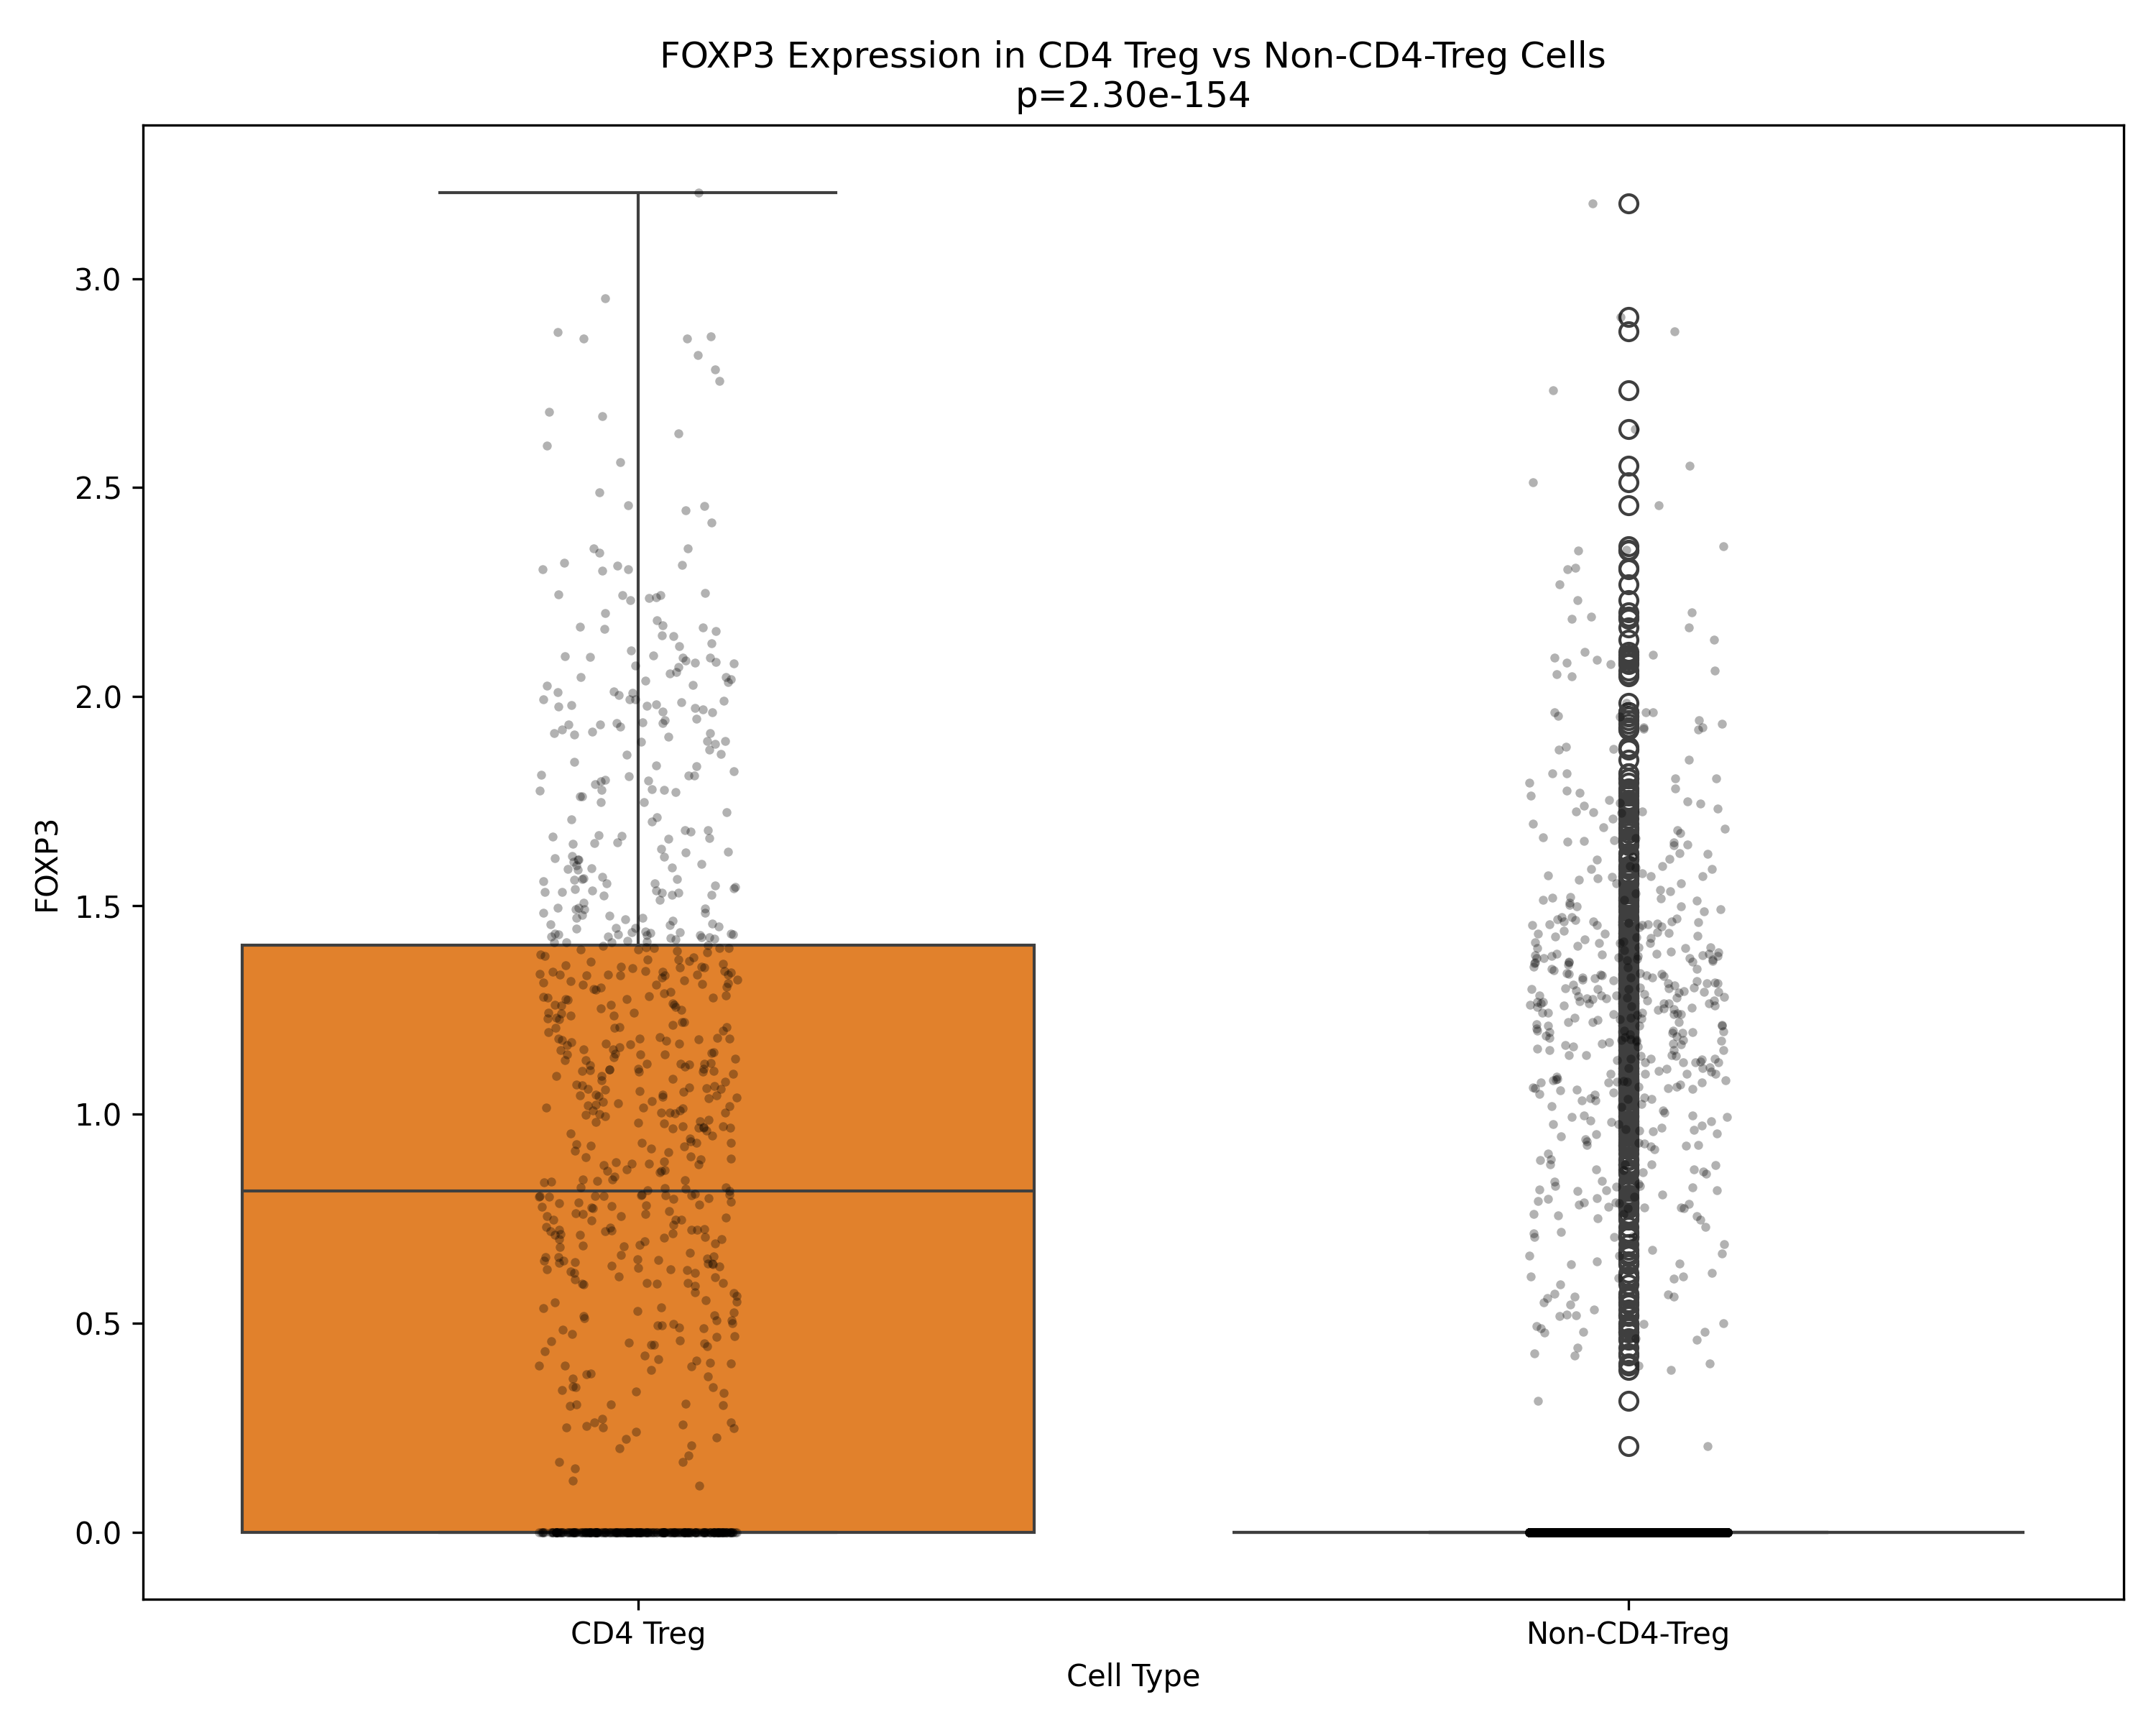 FOXP3 Expression in CD4 Treg vs Non-CD4-Treg Cells
p=2.30e-154
FOXP3
3.0
2.5
2.0
1.5
1.0
0.5
0.0
CD4 Treg
Non-CD4-Treg
Cell Type